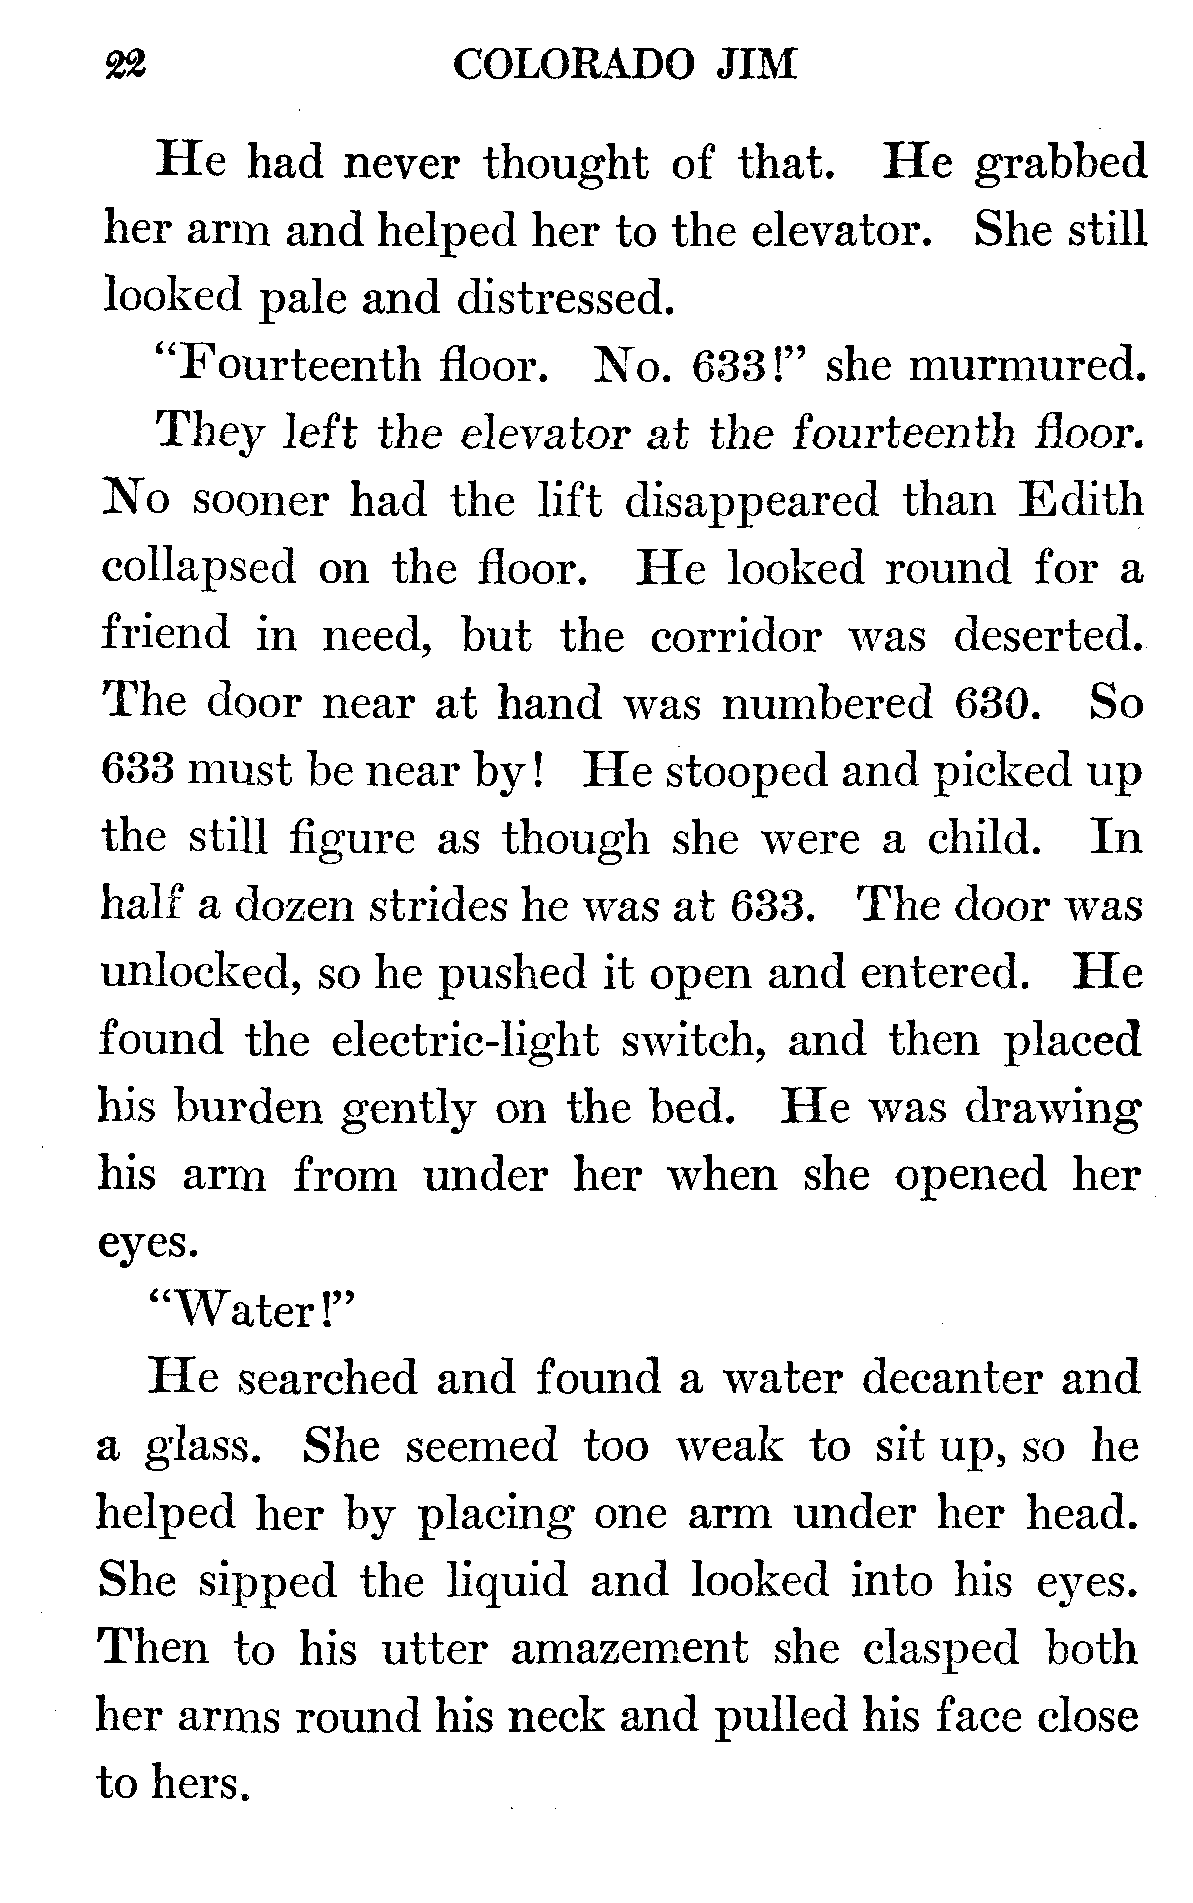 22 COLORADO JIM
He had never thought of that. He grabbed
her arm and helped her to the elevator. She still
looked pale and distressed.
"Fourteenth floor. No. 633!" she murmured.
They left the elevator at the fourteenth floor.
No sooner had the lift disappeared than Edith
collapsed on the floor. He looked round for a
friend in need, but the corridor was deserted.
The door near at hand was numbered 630. So
633 must be near by! He stooped and picked up
the still figure as though she were a child. In
half a dozen strides he was at 633. The door was
unlocked, so he pushed it open and entered. He
found the electric-light switch, and then placed
his burden gently on the bed. He was drawing
his arm from under her when she opened her
eyes.
"Water!"
He searched and found a water decanter and
a glass. She seemed too weak to sit up, so he
helped her by placing one arm under her head.
She sipped the liquid and looked into his eyes.
Then to his utter amazement she clasped both
her arms round his neck and pulled his face close
to hers.